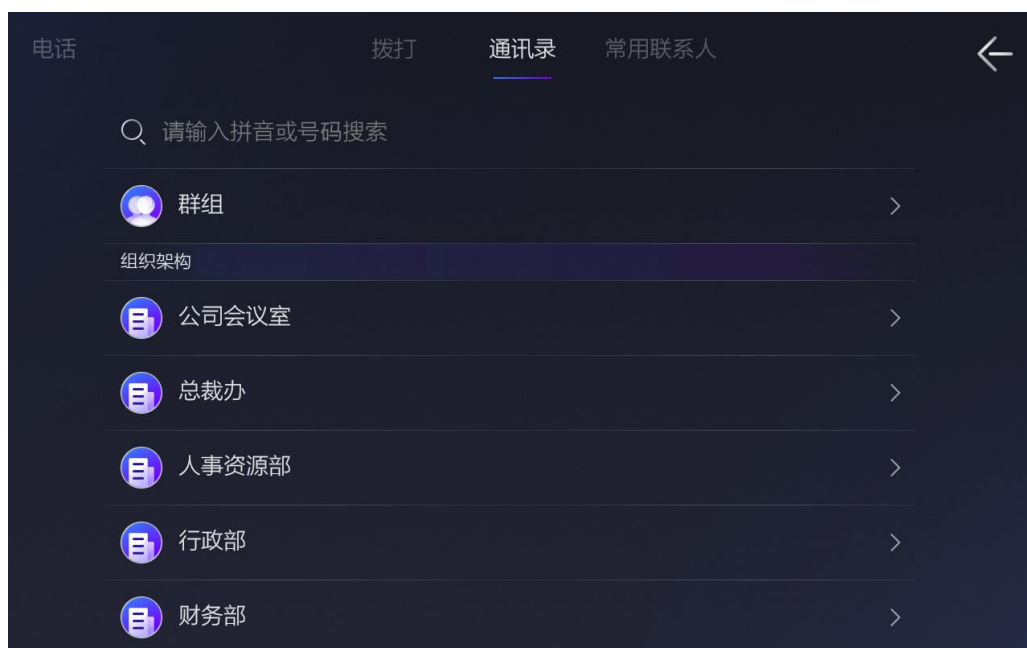 电话 拨打 通讯录 常用联系人
请输入拼音或号码搜索
群组
组织架构
公司会议室
总裁办
人事资源部
行政部
财务部